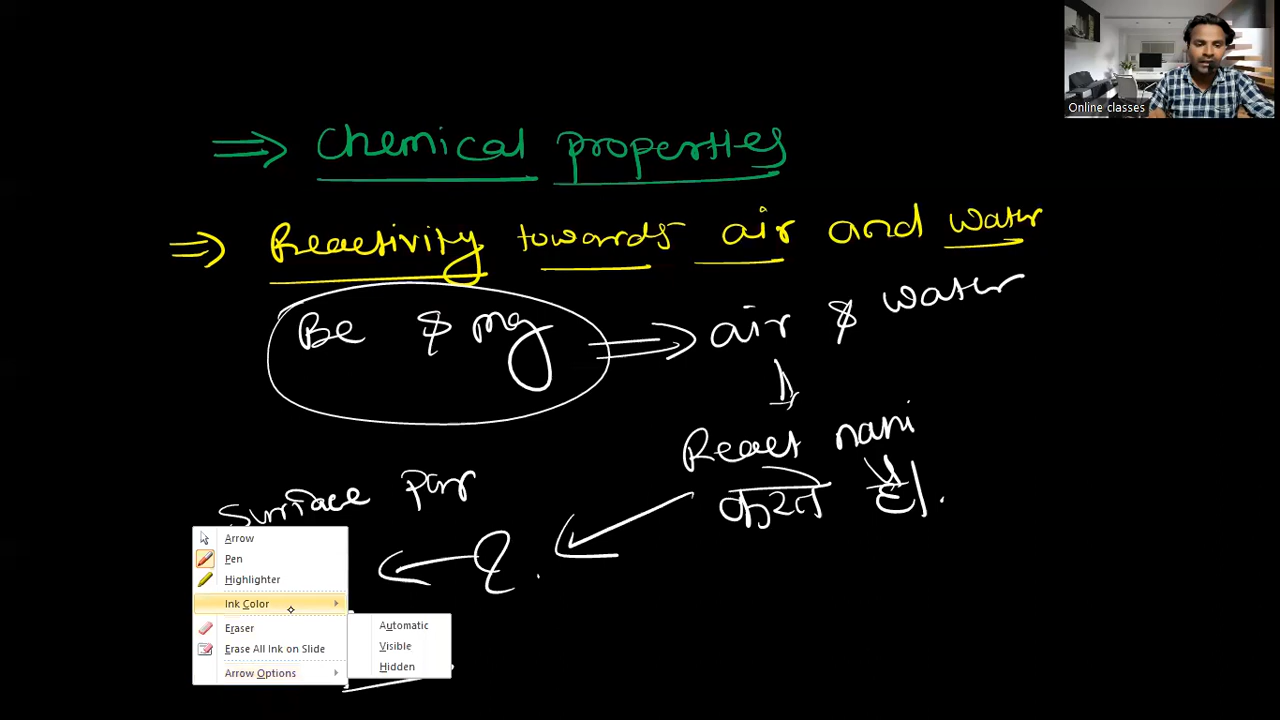 Online classes
⇒ Chemical properties
⇒ Reactivity towards air and water
Be & mg ⇒ air & water
React nahi
करते हैं।
Surface par
Arrow
Pen
Highlighter
Ink Color
Eraser
Erase All Ink on Slide
Arrow Options
Automatic
Visible
Hidden